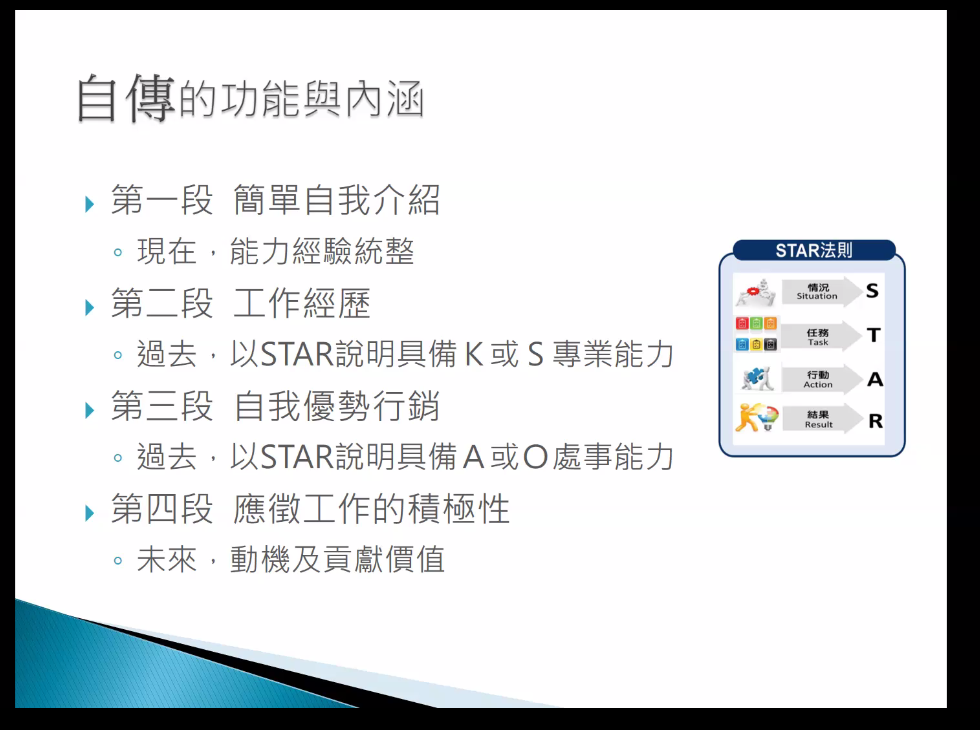 自傳的功能與內涵
第一段 簡單自我介紹
現在，能力經驗統整
第二段 工作經歷
過去，以STAR說明具備K或S專業能力
第三段 自我優勢行銷
過去，以STAR說明具備A或O處事能力
第四段 應徵工作的積極性
未來，動機及貢獻價值
STAR法則
情況
Situation
S
任務
Task
T
行動
Action
A
結果
Result
R